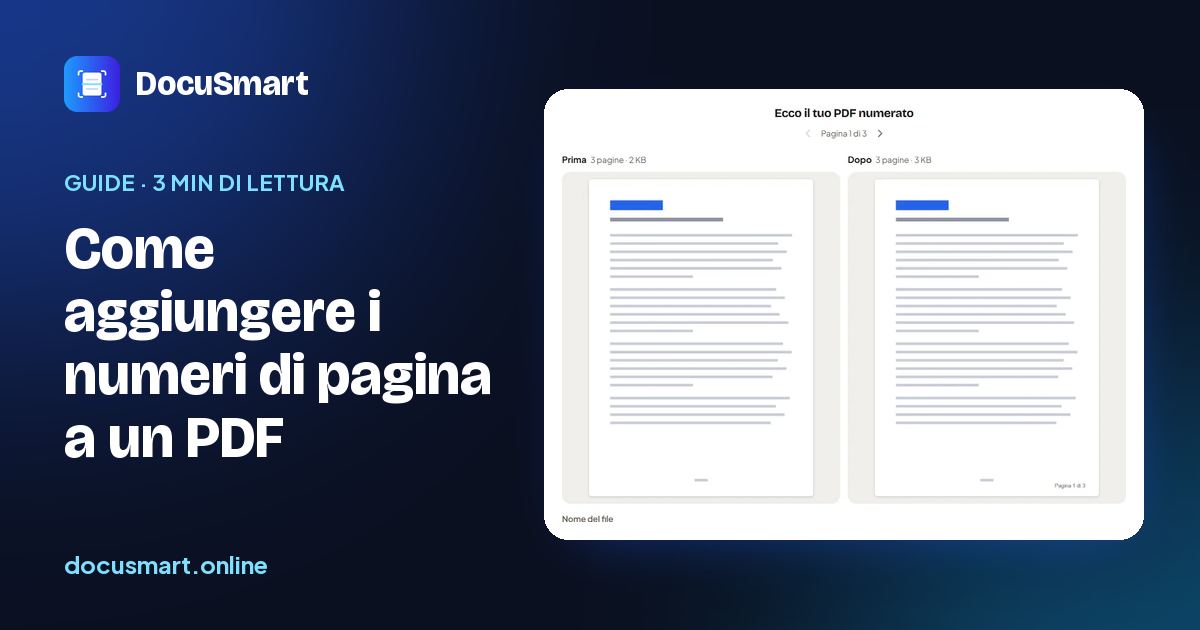 DocuSmart
GUIDE · 3 MIN DI LETTURA
Come
aggiungere i
numeri di pagina
a un PDF
docusmart.online
Ecco il tuo PDF numerato
Pagina 1 di 3
Prima 3 pagine · 2 KB
Dopo 3 pagine · 3 KB
Pagina 1 di 3
Nome del file